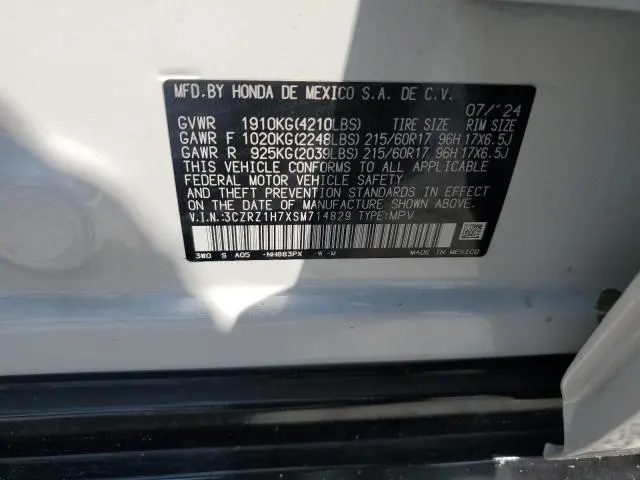 MFD.BY HONDA DE MEXICO S.A. DE C.V.
07/'24
GVWR 1910KG(4210LBS) TIRE SIZE RIM SIZE
GAWR F 1020KG(2248LBS) 215/60R17 96H 17X6.5J
GAWR R 925KG(2039LBS) 215/60R17 96H 17X6.5J
THIS VEHICLE CONFORMS TO ALL APPLICABLE
FEDERAL MOTOR VEHICLE SAFETY
AND THEFT PREVENTION STANDARDS IN EFFECT
ON THE DATE OF MANUFACTURE SHOWN ABOVE.
V.I.N.:3CZRZ1H7XSM714829 TYPE:MPV
3W0 S A05 -NH883PX -W-M MADE IN MEXICO